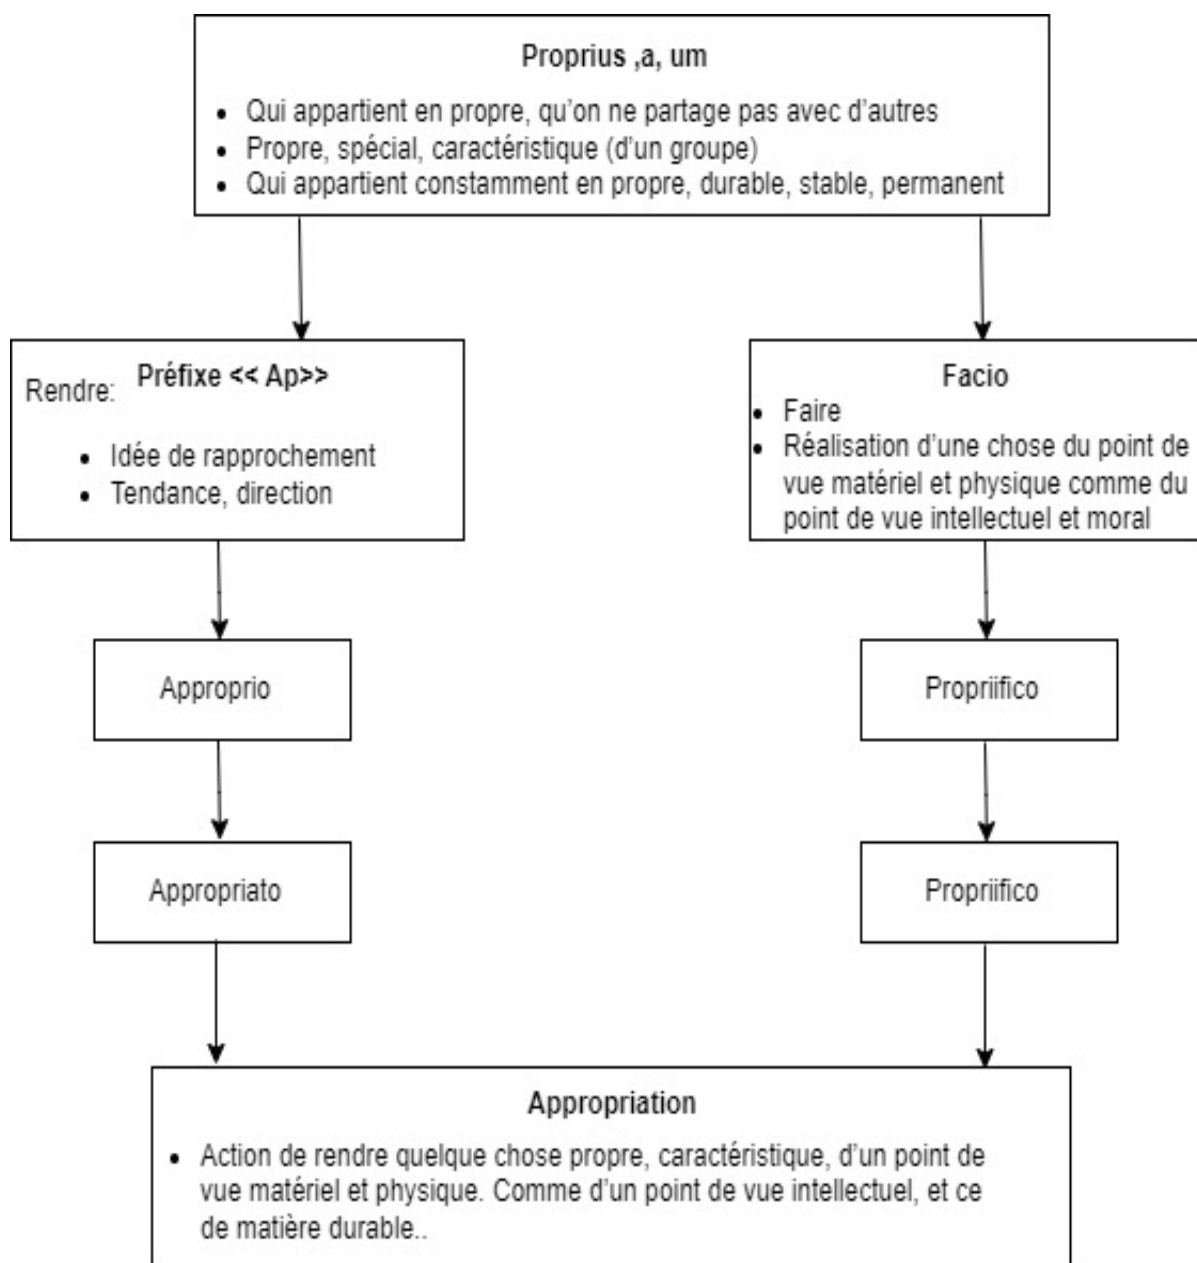 Proprius ,a, um
• Qui appartient en propre, qu'on ne partage pas avec d'autres
• Propre, spécial, caractéristique (d'un groupe)
• Qui appartient constamment en propre, durable, stable, permanent
Préfixe << Ap>>
Rendre:
• Idée de rapprochement
• Tendance, direction
Facio
• Faire
• Réalisation d'une chose du point de
vue matériel et physique comme du
point de vue intellectuel et moral
Approprio
Propriifico
Appropriato
Propriifico
Appropriation
• Action de rendre quelque chose propre, caractéristique, d'un point de
vue matériel et physique. Comme d'un point de vue intellectuel, et ce
de matière durable..